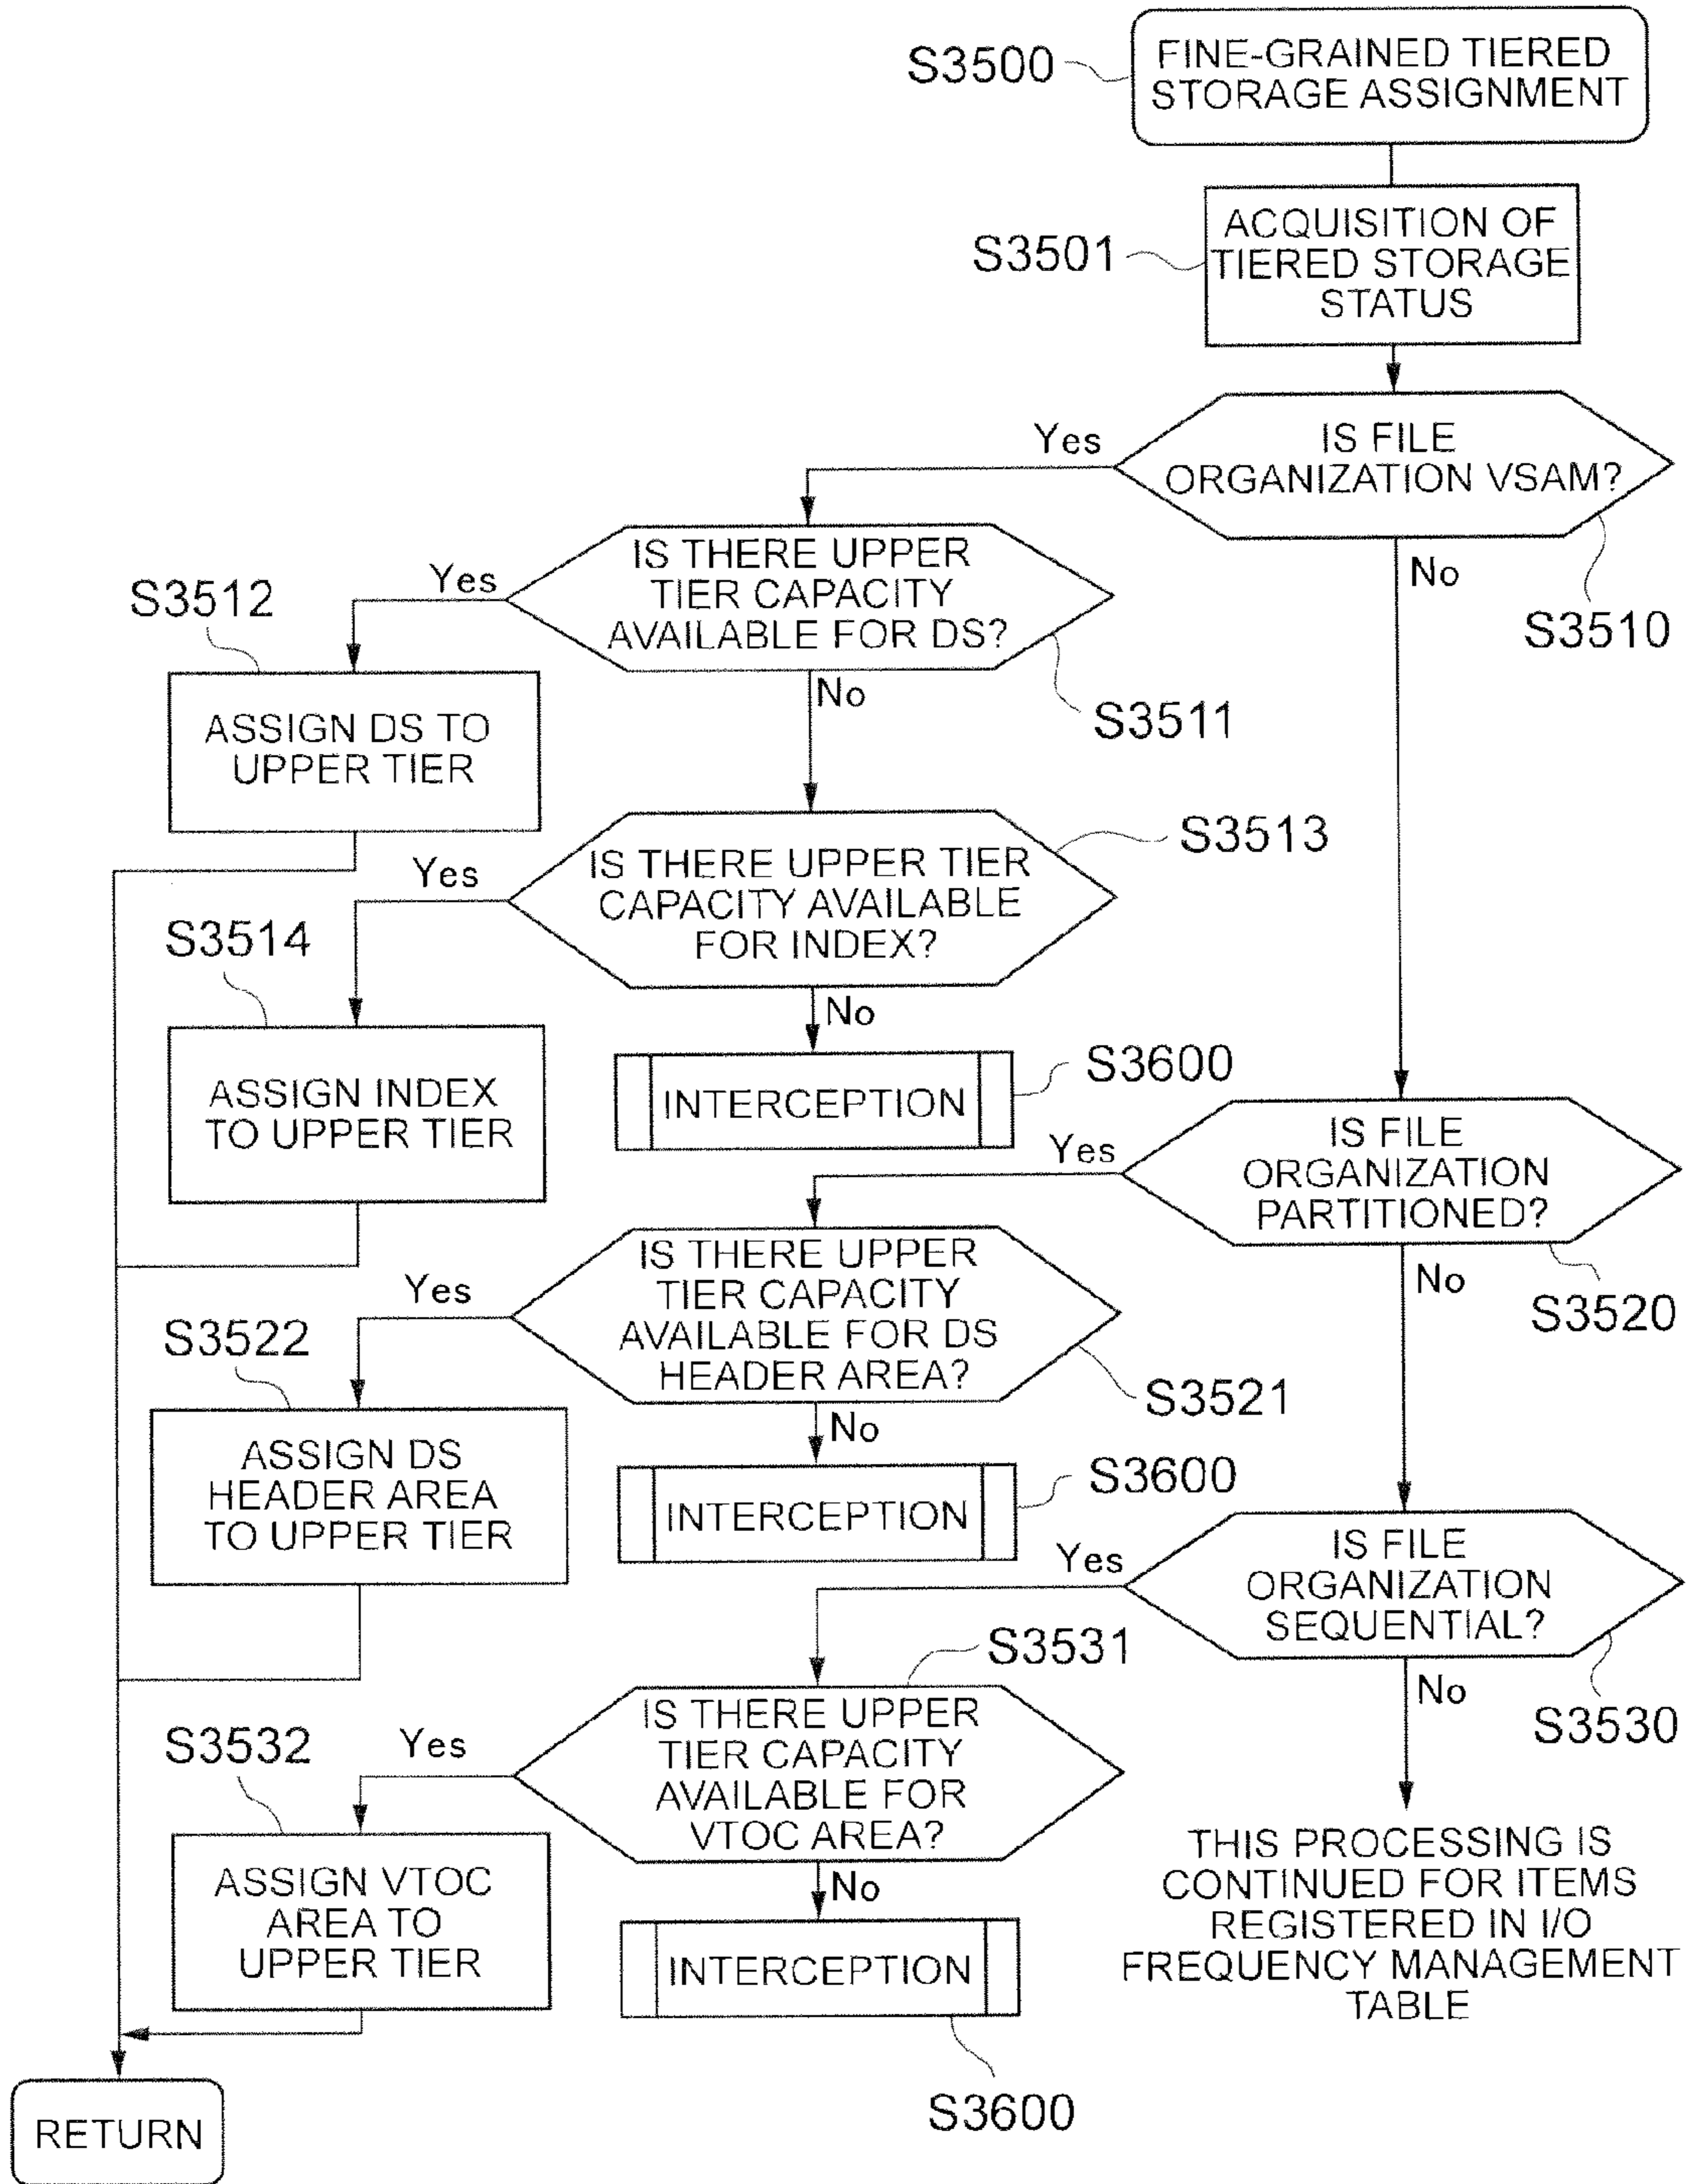 S3500
FINE-GRAINED TIERED
STORAGE ASSIGNMENT
S3501
ACQUISITION OF
TIERED STORAGE
STATUS
Yes
IS FILE
ORGANIZATION VSAM?
No
S3510
IS THERE UPPER
TIER CAPACITY
AVAILABLE FOR DS?
Yes
S3512
No
S3511
ASSIGN DS TO
UPPER TIER
S3513
IS THERE UPPER TIER
CAPACITY AVAILABLE
FOR INDEX?
Yes
S3514
No
ASSIGN INDEX
TO UPPER TIER
INTERCEPTION
S3600
Yes
IS FILE
ORGANIZATION
PARTITIONED?
No
S3520
IS THERE UPPER
TIER CAPACITY
AVAILABLE FOR DS
HEADER AREA?
Yes
S3522
S3521
No
ASSIGN DS
HEADER AREA
TO UPPER TIER
INTERCEPTION
S3600
Yes
IS FILE
ORGANIZATION
SEQUENTIAL?
No
S3530
S3531
IS THERE UPPER
TIER CAPACITY
AVAILABLE FOR
VTOC AREA?
Yes
S3532
No
ASSIGN VTOC
AREA TO
UPPER TIER
INTERCEPTION
S3600
THIS PROCESSING IS
CONTINUED FOR ITEMS
REGISTERED IN I/O
FREQUENCY MANAGEMENT
TABLE
RETURN